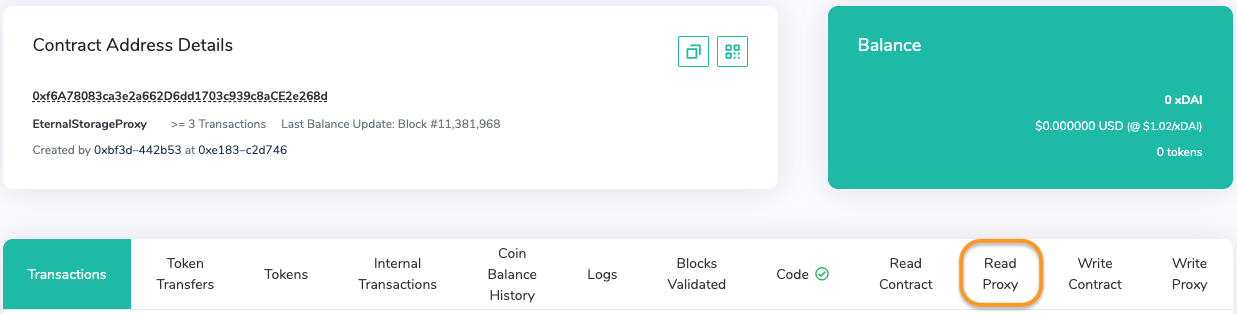 Contract Address Details
0xf6A78083ca3e2a662D6dd1703c939c8aCE2e268d
EternalStorageProxy >= 3 Transactions Last Balance Update: Block #11,381,968
Created by 0xbf3d–442b53 at 0xe183–c2d746
Balance
0 xDAI
$0.000000 USD (@ $1.02/xDAI)
0 tokens
Transactions
Token
Transfers
Tokens
Internal
Transactions
Coin
Balance
History
Logs
Blocks
Validated
Code
Read
Contract
Read
Proxy
Write
Contract
Write
Proxy